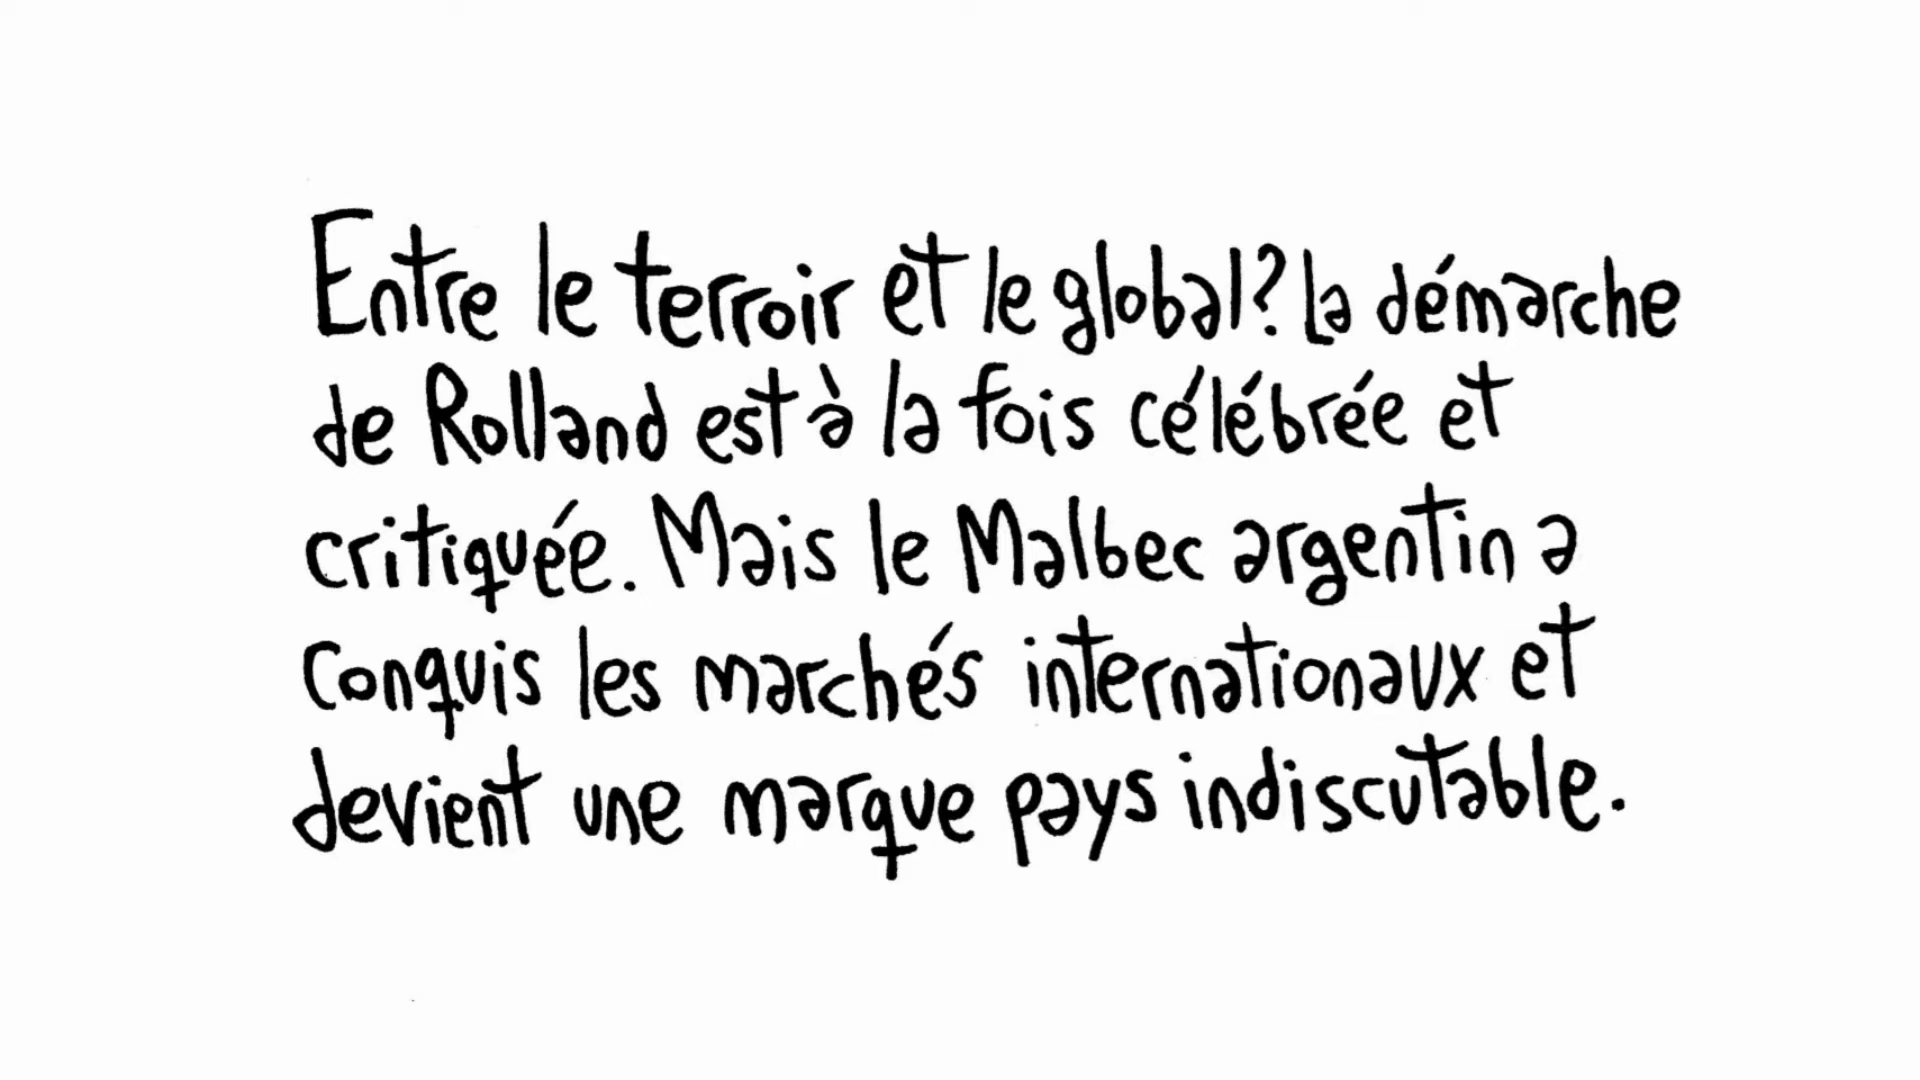 Entre le terroir et le global? La démarche
de Rolland est à la fois célébrée et
critiquée. Mais le Malbec argentin a
conquis les marchés internationaux et
devient une marque pays indiscutable.